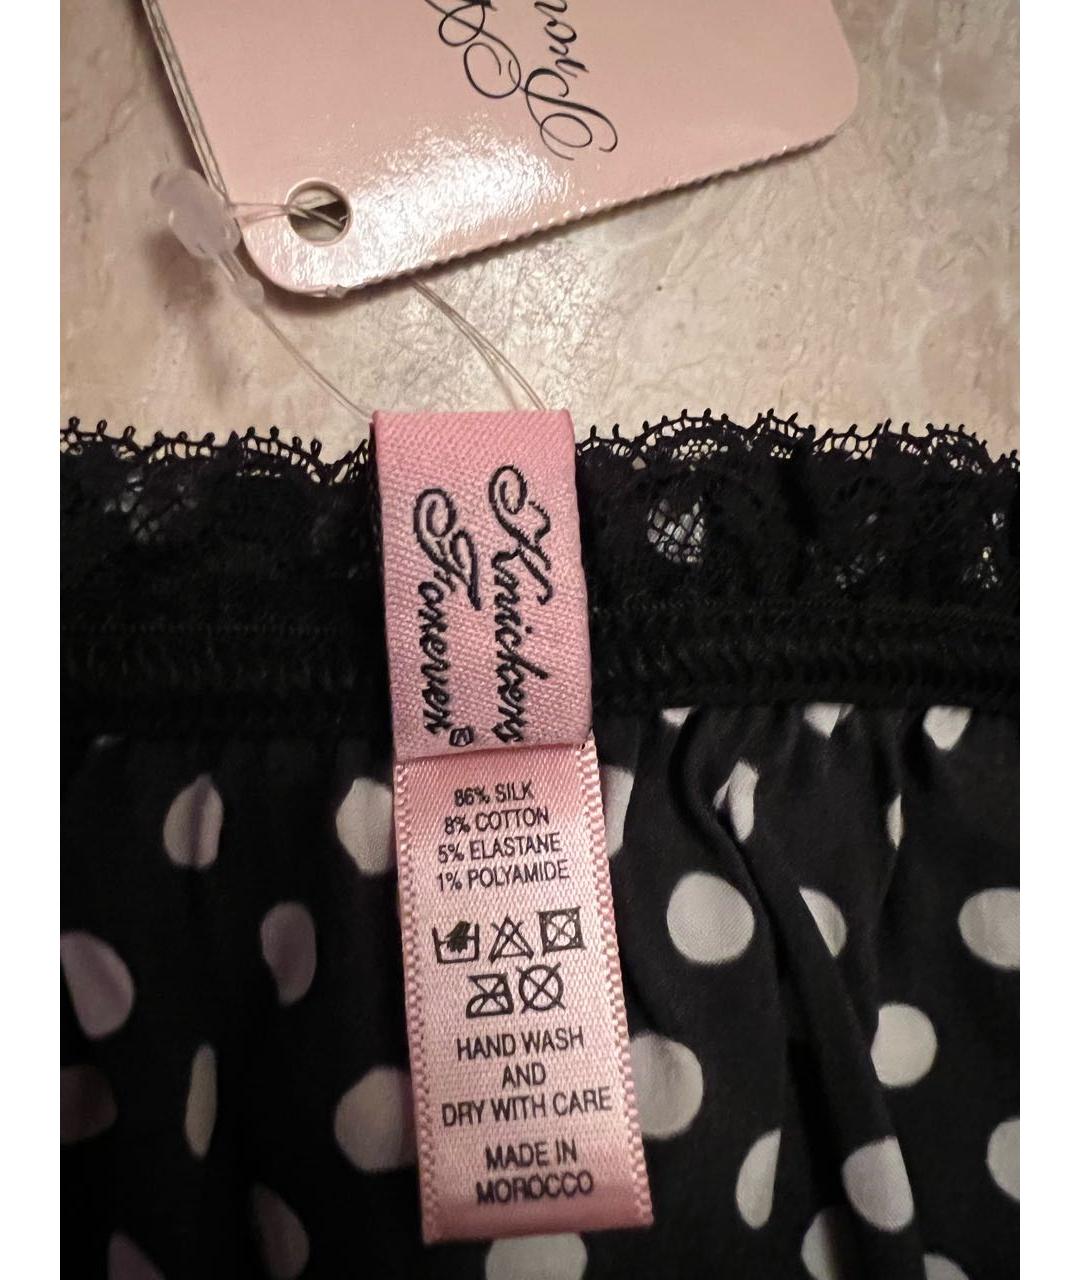 Knickers
Forever®
86% SILK
8% COTTON
5% ELASTANE
1% POLYAMIDE
HAND WASH
AND
DRY WITH CARE
MADE IN
MOROCCO